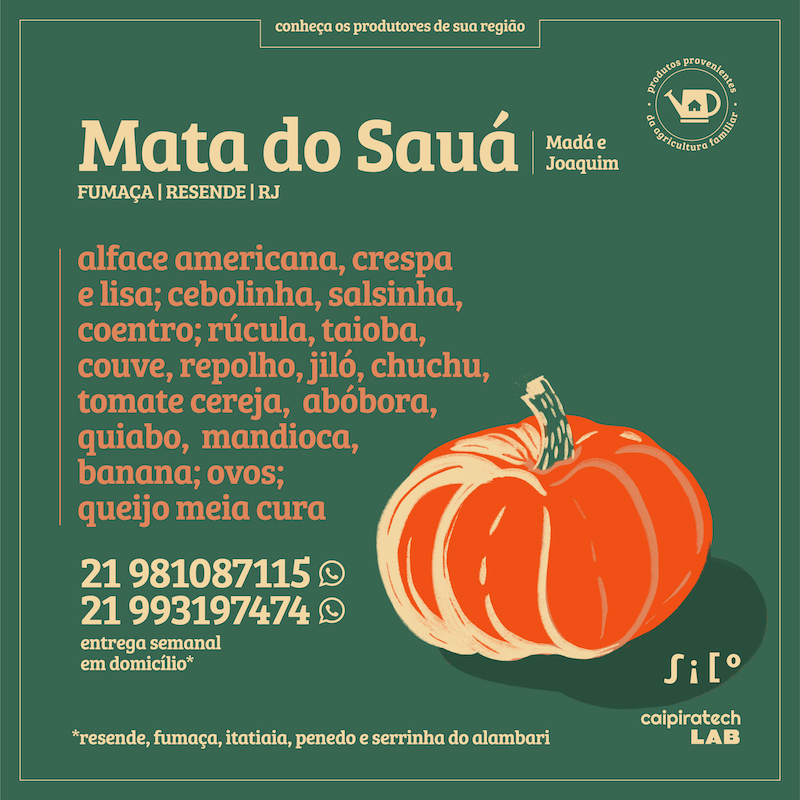 conheça os produtores de sua região
produtos provenientes
da agricultura familiar
Mata do Sauá
Madá e
Joaquim
FUMAÇA | RESENDE | RJ
alface americana, crespa
e lisa; cebolinha, salsinha,
coentro; rúcula, taioba,
couve, repolho, jiló, chuchu,
tomate cereja, abóbora,
quiabo, mandioca,
banana; ovos;
queijo meia cura
21 981087115
21 993197474
entrega semanal
em domicílio*
silo
caipiratech
LAB
*resende, fumaça, itatiaia, penedo e serrinha do alambari